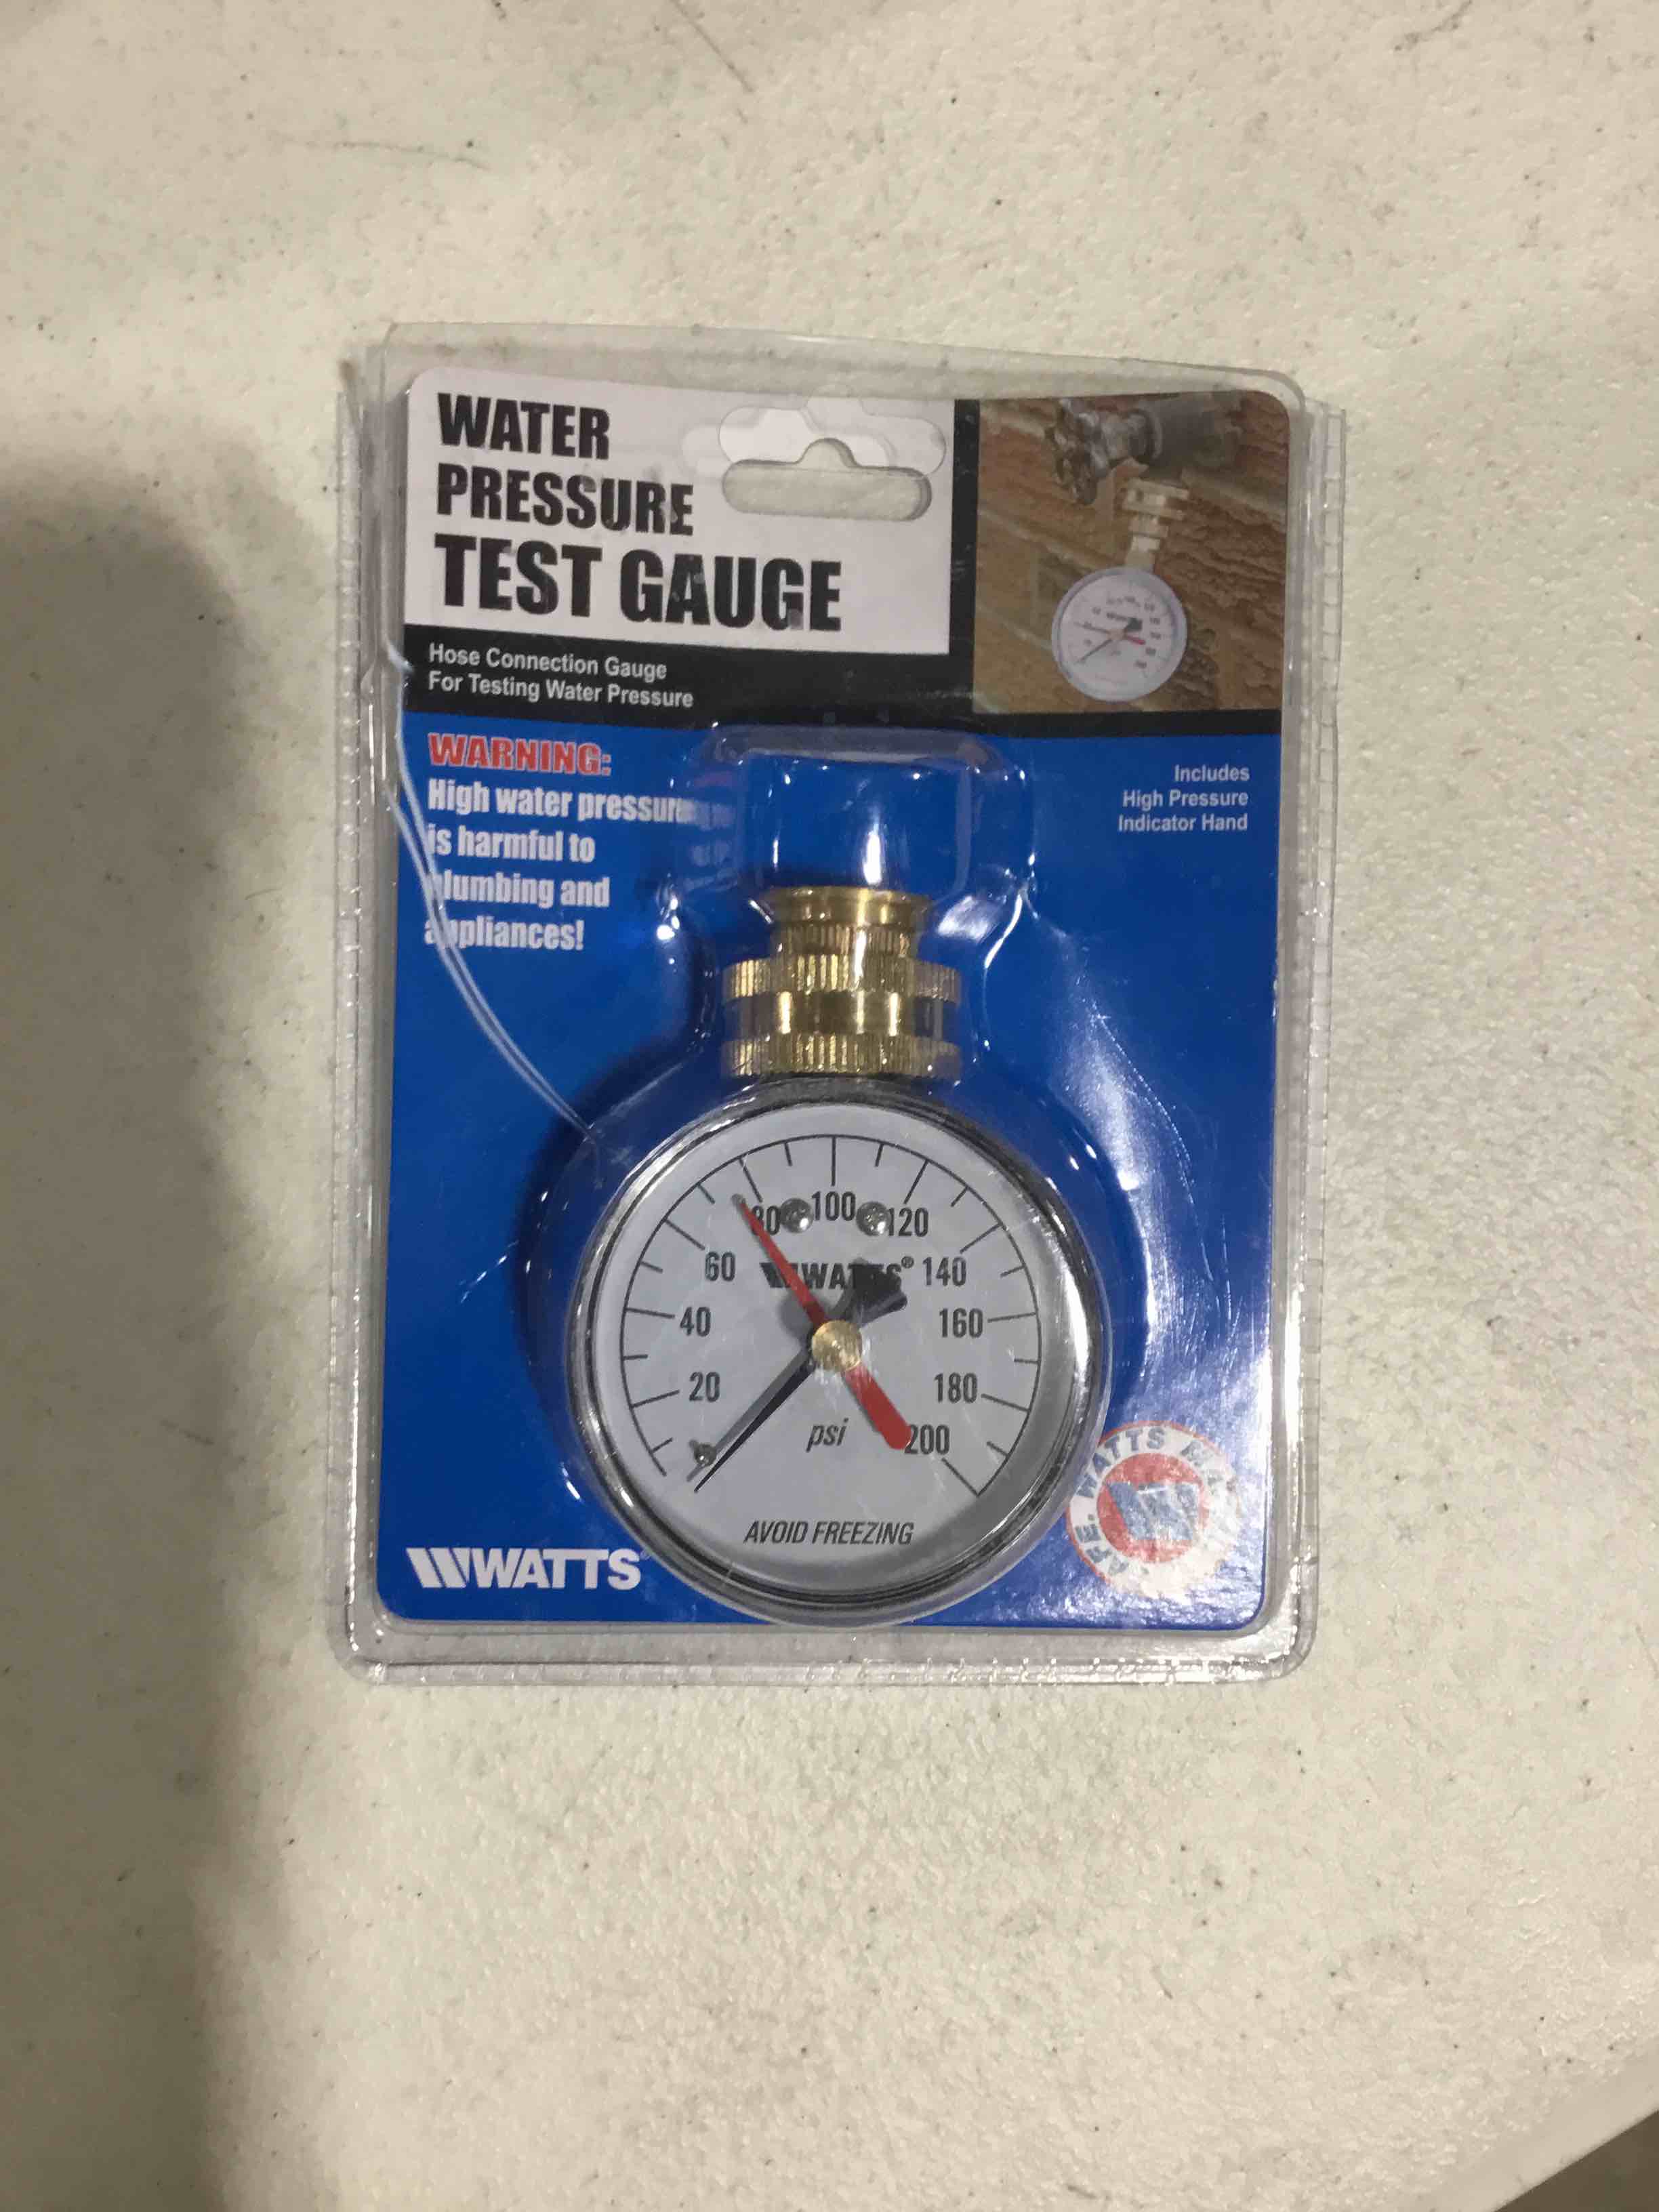 WATER
PRESSURE
TEST GAUGE
Hose Connection Gauge
For Testing Water Pressure
WARNING:
High water pressure
is harmful to
plumbing and
appliances!
Includes
High Pressure
Indicator Hand
80 100 120
60 WATTS® 140
40 160
20 180
psi 200
AVOID FREEZING
WATTS
WATTS